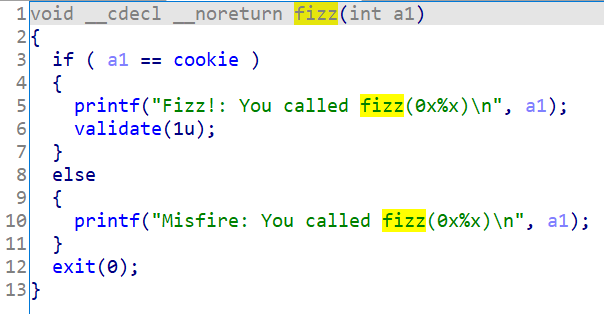 1 void __cdecl __noreturn fizz(int a1)
2 {
3 if ( a1 == cookie )
4 {
5 printf("Fizz!: You called fizz(0x%x)\n", a1);
6 validate(1u);
7 }
8 else
9 {
10 printf("Misfire: You called fizz(0x%x)\n", a1);
11 }
12 exit(0);
13 }